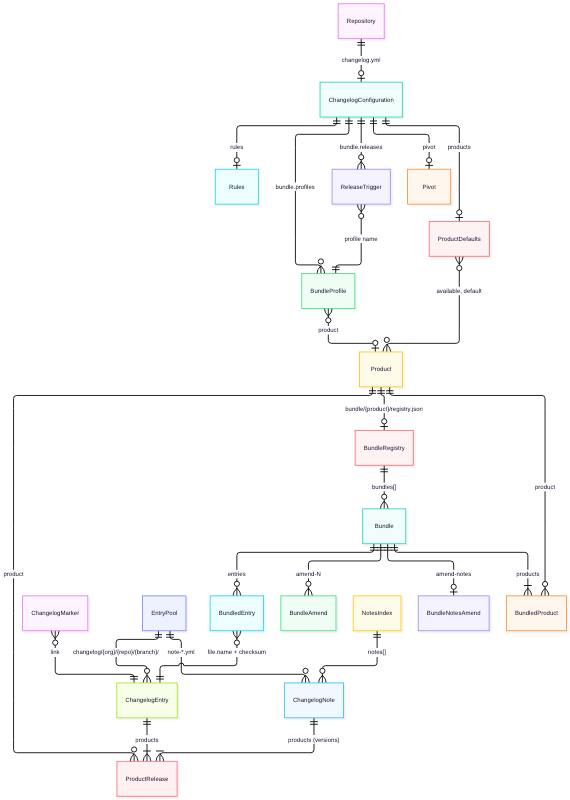 Repository
changelog.yml
ChangelogConfiguration
rules
bundle.releases
pivot
products
Rules
bundle.profiles
ReleaseTrigger
Pivot
profile name
ProductDefaults
BundleProfile
available, default
product
Product
bundle/{product}/registry.json
BundleRegistry
bundles[]
product
Bundle
product
entries
amend-N
amend-notes
products
ChangelogMarker
EntryPool
BundledEntry
BundleAmend
NotesIndex
BundleNotesAmend
BundledProduct
link
changelog/{org}/{repo}/{branch}/
note-*.yml
file.name + checksum
notes[]
ChangelogEntry
ChangelogNote
products
products (versions)
ProductRelease